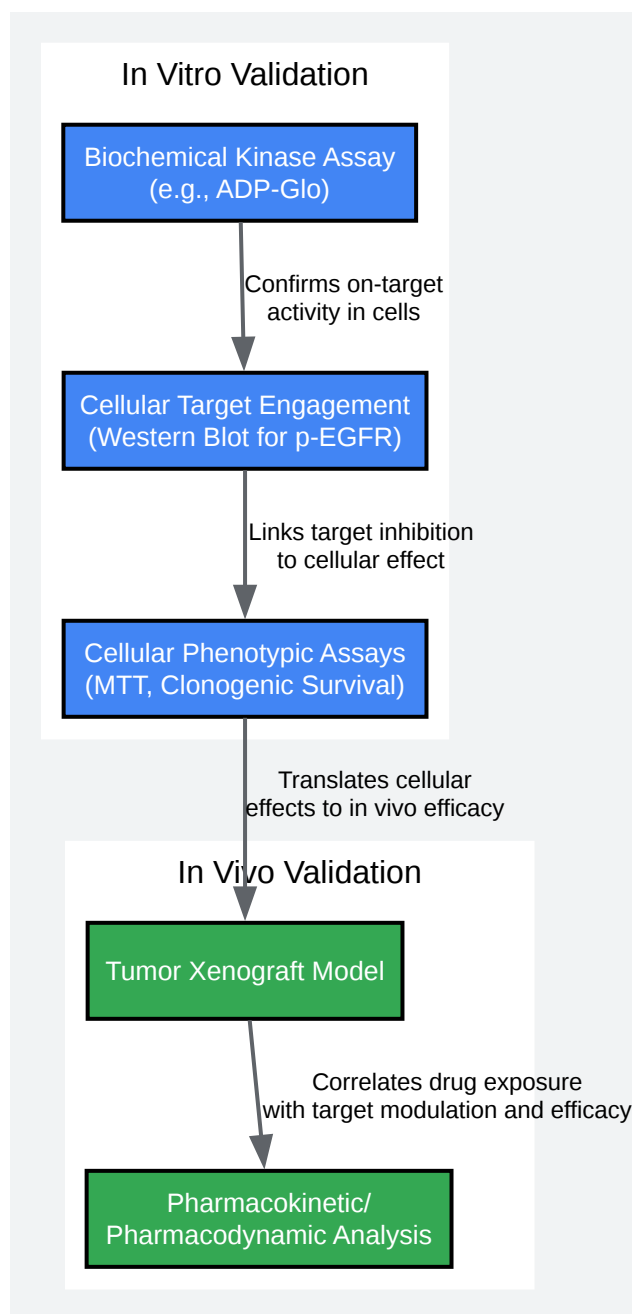 In Vitro Validation
Biochemical Kinase Assay
(e.g., ADP-Glo)
Confirms on-target
activity in cells
Cellular Target Engagement
(Western Blot for p-EGFR)
Links target inhibition
to cellular effect
Cellular Phenotypic Assays
(MTT, Clonogenic Survival)
Translates cellular
effects to in vivo efficacy
In Vivo Validation
Tumor Xenograft Model
Correlates drug exposure
with target modulation and efficacy
Pharmacokinetic/
Pharmacodynamic Analysis